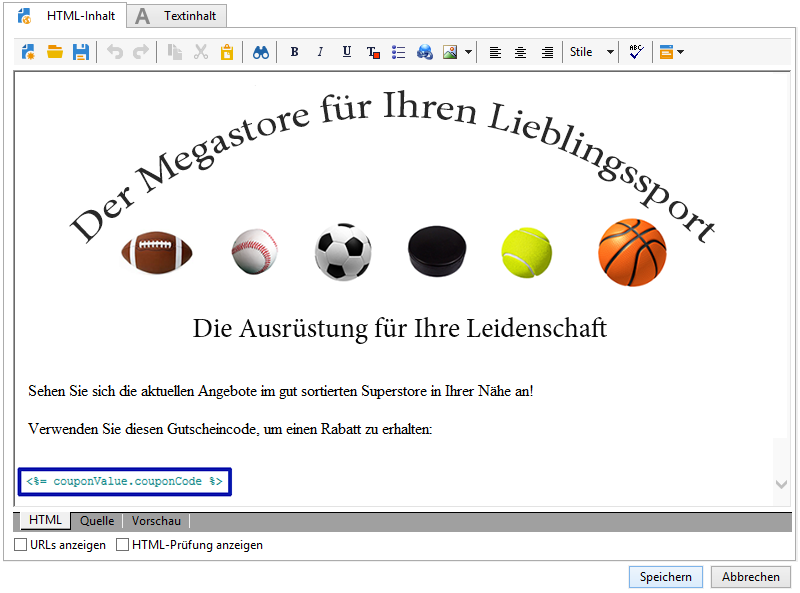 HTML-Inhalt
A Textinhalt
B I U T Stile ABC
Der Megastore für Ihren Lieblingssport
Die Ausrüstung für Ihre Leidenschaft
Sehen Sie sich die aktuellen Angebote im gut sortierten Superstore in Ihrer Nähe an!
Verwenden Sie diesen Gutscheincode, um einen Rabatt zu erhalten:
<%= couponValue.couponCode %>
HTML Quelle Vorschau
URLs anzeigen HTML-Prüfung anzeigen
Speichern Abbrechen